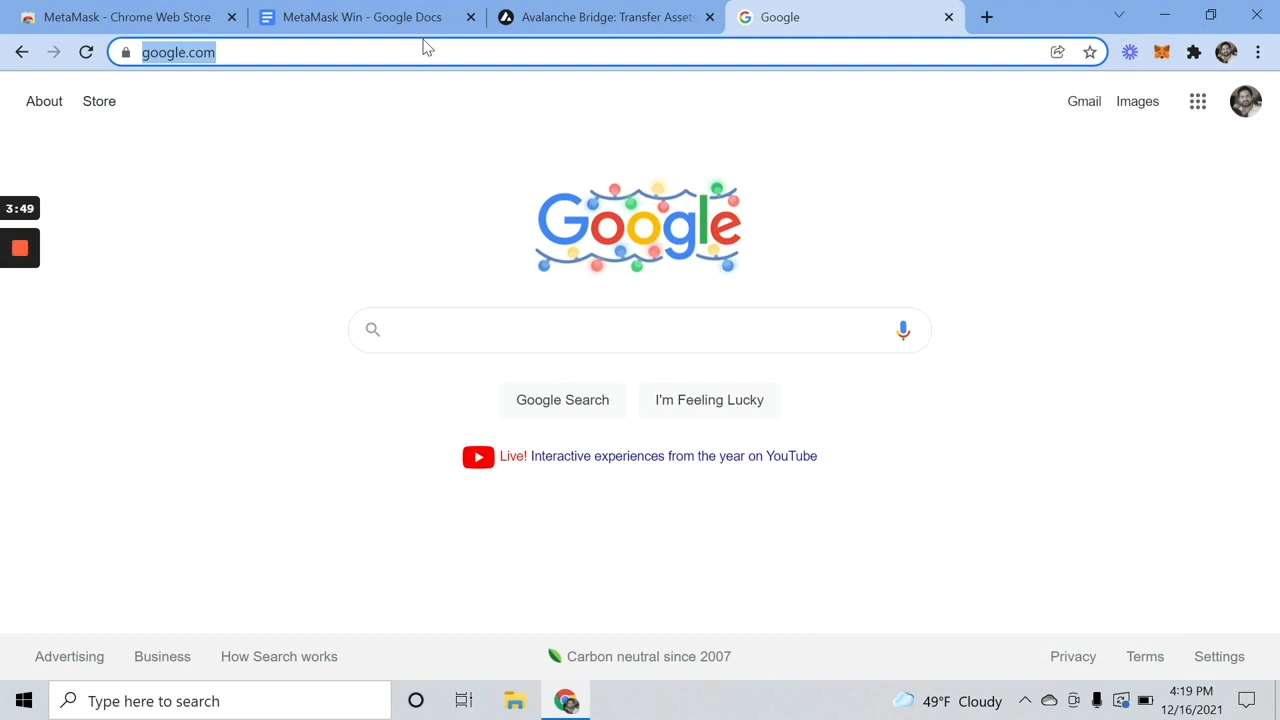 MetaMask - Chrome Web Store
MetaMask Win - Google Docs
Avalanche Bridge: Transfer Assets
Google
google.com
About
Store
Gmail
Images
3:49
Google
Google Search
I'm Feeling Lucky
Live! Interactive experiences from the year on YouTube
Advertising
Business
How Search works
Carbon neutral since 2007
Privacy
Terms
Settings
Type here to search
49°F Cloudy
4:19 PM
12/16/2021